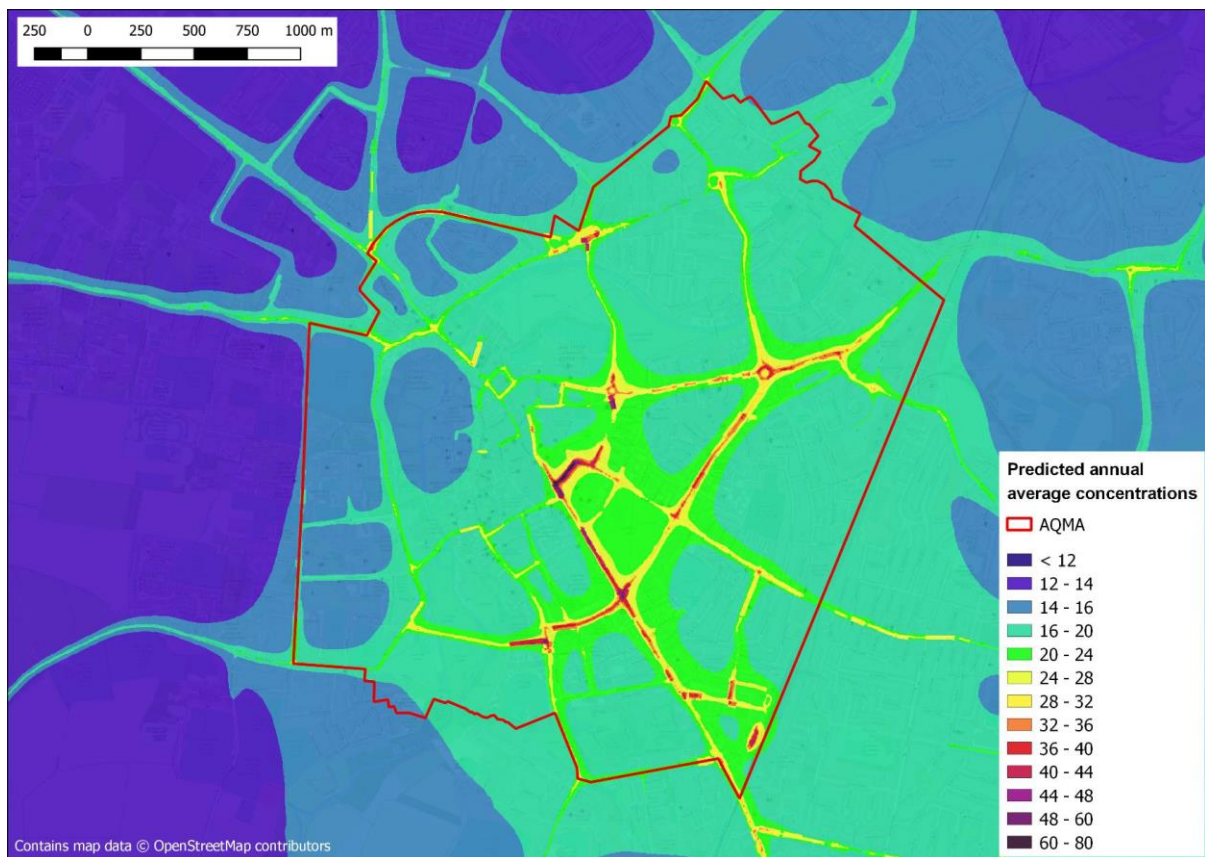 250 0 250 500 750 1000 m
Predicted annual
average concentrations
AQMA
< 12
12 - 14
14 - 16
16 - 20
20 - 24
24 - 28
28 - 32
32 - 36
36 - 40
40 - 44
44 - 48
48 - 60
60 - 80
Contains map data © OpenStreetMap contributors